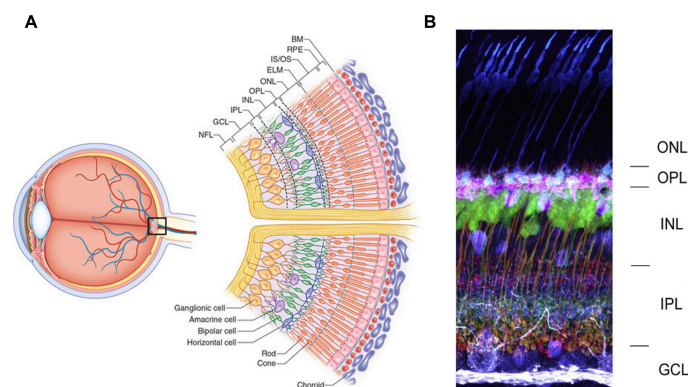 A
BM
RPE
IS/OS
ELM
ONL
OPL
INL
IPL
GCL
NFL
Ganglionic cell
Amacrine cell
Bipolar cell
Horizontal cell
Rod
Cone
Choroid
B
ONL
OPL
INL
IPL
GCL